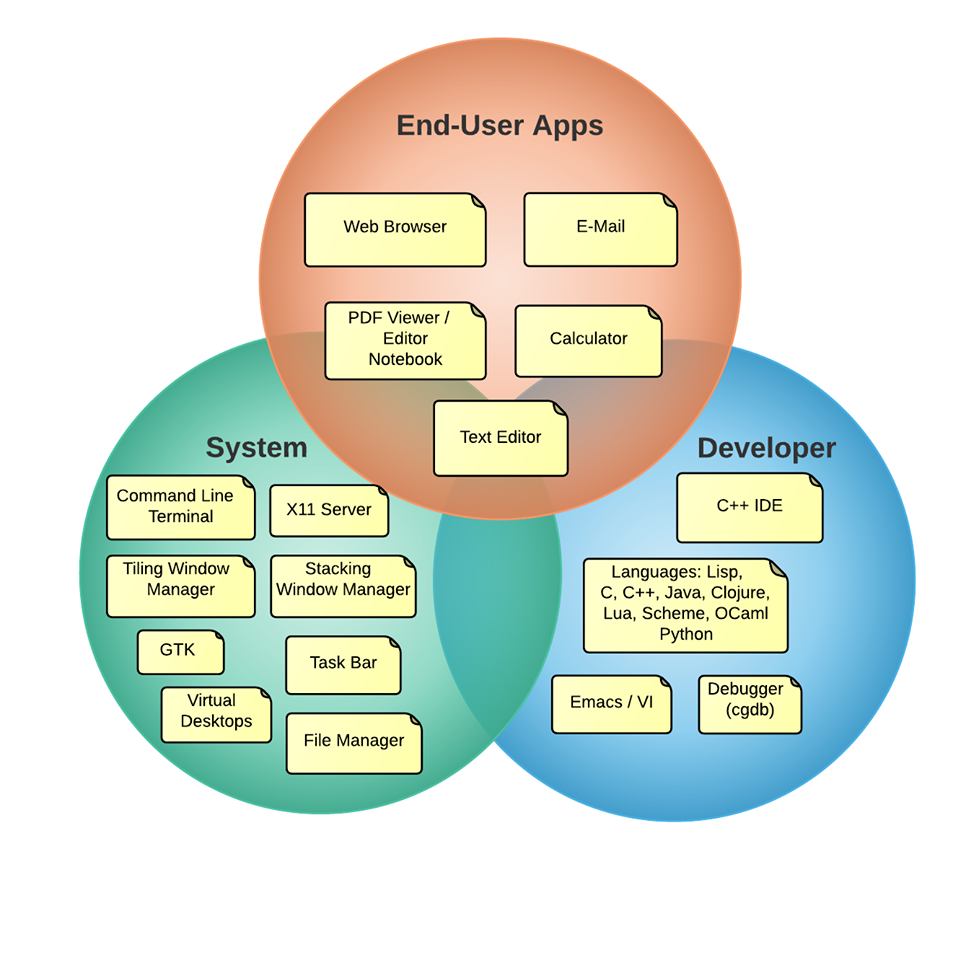 End-User Apps
Web Browser
E-Mail
PDF Viewer /
Editor
Notebook
Calculator
Text Editor
System
Command Line
Terminal
X11 Server
Tiling Window
Manager
Stacking
Window Manager
GTK
Task Bar
Virtual
Desktops
File Manager
Developer
C++ IDE
Languages: Lisp,
C, C++, Java, Clojure,
Lua, Scheme, OCaml
Python
Emacs / VI
Debugger
(cgdb)